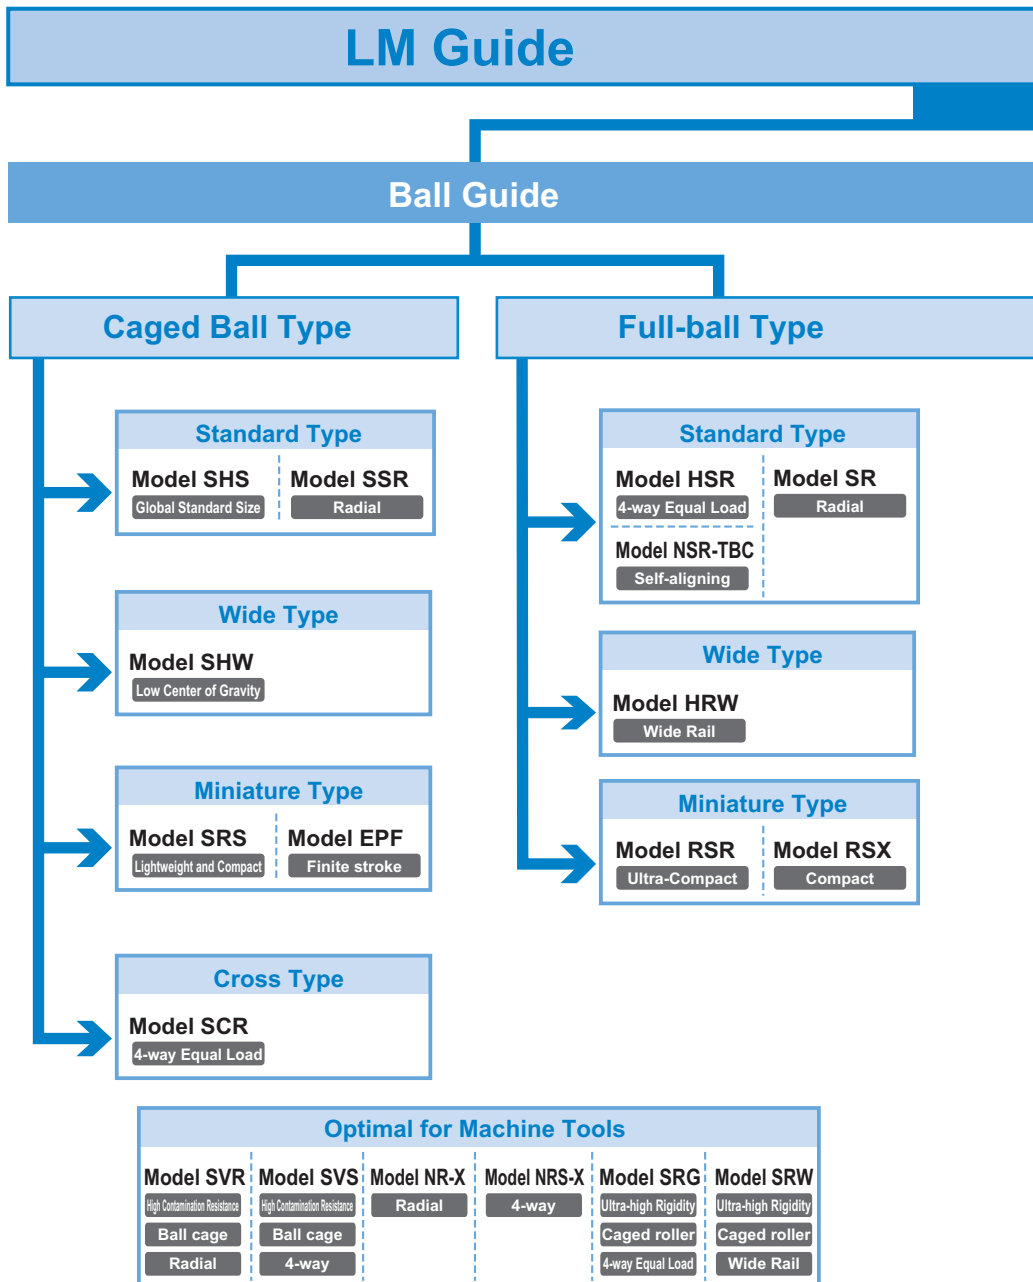 LM Guide
Ball Guide
Caged Ball Type
Full-ball Type
Standard Type
Model SHS
Global Standard Size
Model SSR
Radial
Wide Type
Model SHW
Low Center of Gravity
Miniature Type
Model SRS
Lightweight and Compact
Model EPF
Finite stroke
Cross Type
Model SCR
4-way Equal Load
Standard Type
Model HSR
4-way Equal Load
Model NSR-TBC
Self-aligning
Model SR
Radial
Wide Type
Model HRW
Wide Rail
Miniature Type
Model RSR
Ultra-Compact
Model RSX
Compact
Optimal for Machine Tools
Model SVR
High Contamination Resistance
Ball cage
Radial
Model SVS
High Contamination Resistance
Ball cage
4-way
Model NR-X
Radial
Model NRS-X
4-way
Model SRG
Ultra-high Rigidity
Caged roller
4-way Equal Load
Model SRW
Ultra-high Rigidity
Caged roller
Wide Rail